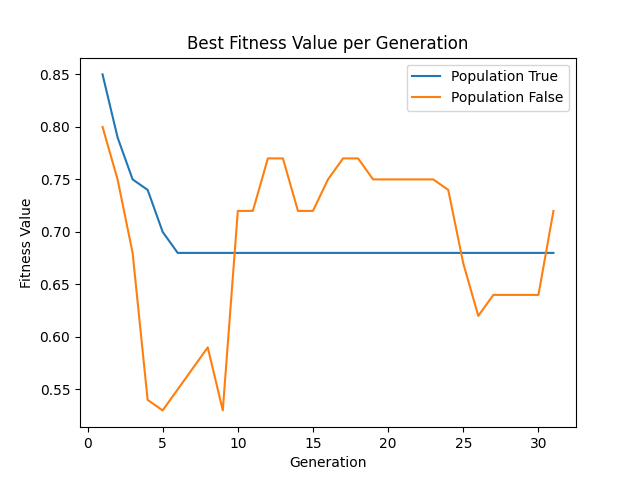 Best Fitness Value per Generation
Population True
Population False
0.85
0.80
0.75
0.70
0.65
0.60
0.55
Fitness Value
0
5
10
15
20
25
30
Generation